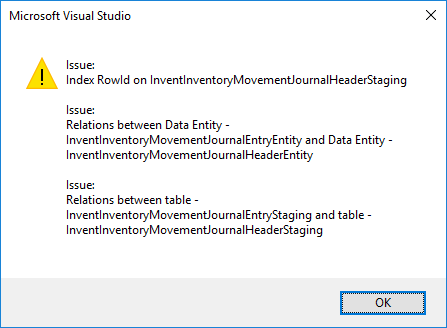 Microsoft Visual Studio
Issue:
Index RowId on InventInventoryMovementJournalHeaderStaging
Issue:
Relations between Data Entity -
InventInventoryMovementJournalEntryEntity and Data Entity -
InventInventoryMovementJournalHeaderEntity
Issue:
Relations between table -
InventInventoryMovementJournalEntryStaging and table -
InventInventoryMovementJournalHeaderStaging
OK